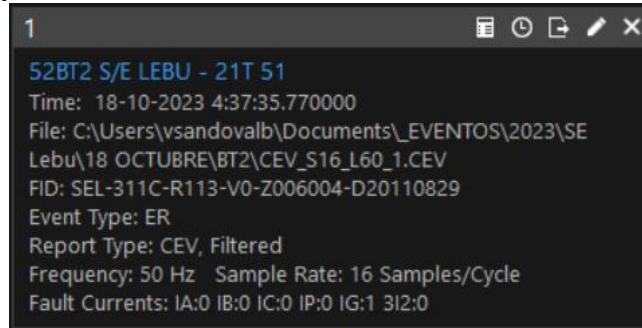 1
52BT2 S/E LEBU - 21T 51
Time: 18-10-2023 4:37:35.770000
File: C:\Users\vsandovalb\Documents\_EVENTOS\2023\SE
Lebu\18 OCTUBRE\BT2\CEV_S16_L60_1.CEV
FID: SEL-311C-R113-V0-Z006004-D20110829
Event Type: ER
Report Type: CEV, Filtered
Frequency: 50 Hz Sample Rate: 16 Samples/Cycle
Fault Currents: IA:0 IB:0 IC:0 IP:0 IG:1 3I2:0